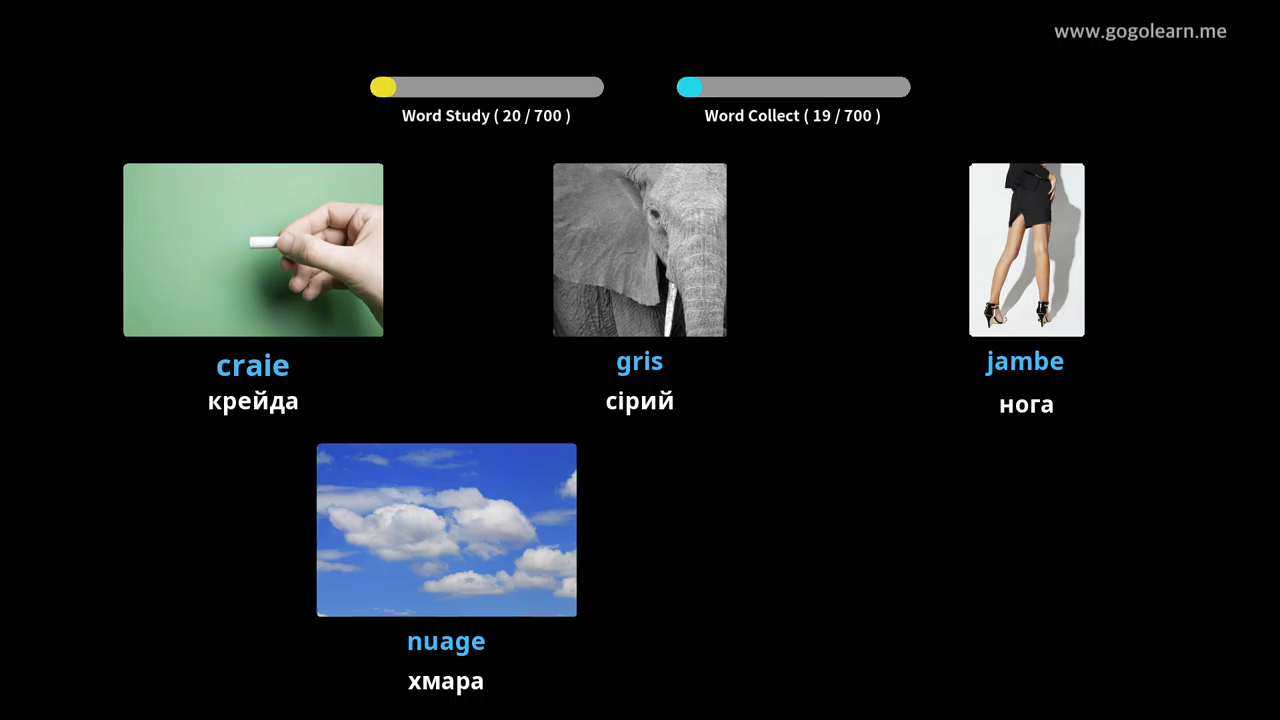 www.gogolearn.me
Word Study ( 20 / 700 )
Word Collect ( 19 / 700 )
craie
крейда
gris
сірий
jambe
нога
nuage
хмара